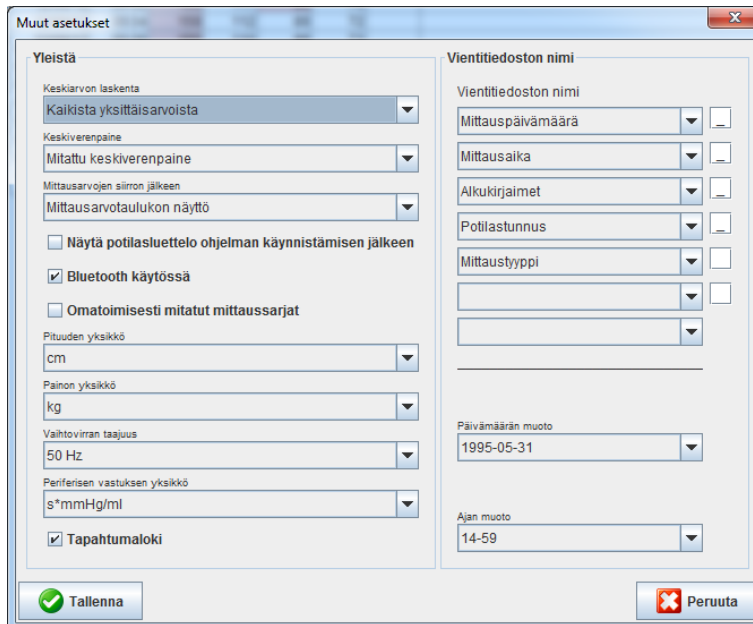 Muut asetukset
Yleistä
Keskiarvon laskenta
Kaikista yksittäisarvoista
Keskiverenpaine
Mitattu keskiverenpaine
Mittausarvojen siirron jälkeen
Mittausarvotaulukon näyttö
Näytä potilasluettelo ohjelman käynnistämisen jälkeen
Bluetooth käytössä
Omatoimisesti mitatut mittaussarjat
Pituuden yksikkö
cm
Painon yksikkö
kg
Vaihtovirran taajuus
50 Hz
Periferisen vastuksen yksikkö
s*mmHg/ml
Tapahtumaloki
Vientitiedoston nimi
Vientitiedoston nimi
Mittauspäivämäärä _
Mittausaika _
Alkukirjaimet _
Potilastunnus _
Mittaustyyppi
Päivämäärän muoto
1995-05-31
Ajan muoto
14-59
Tallenna
Peruuta